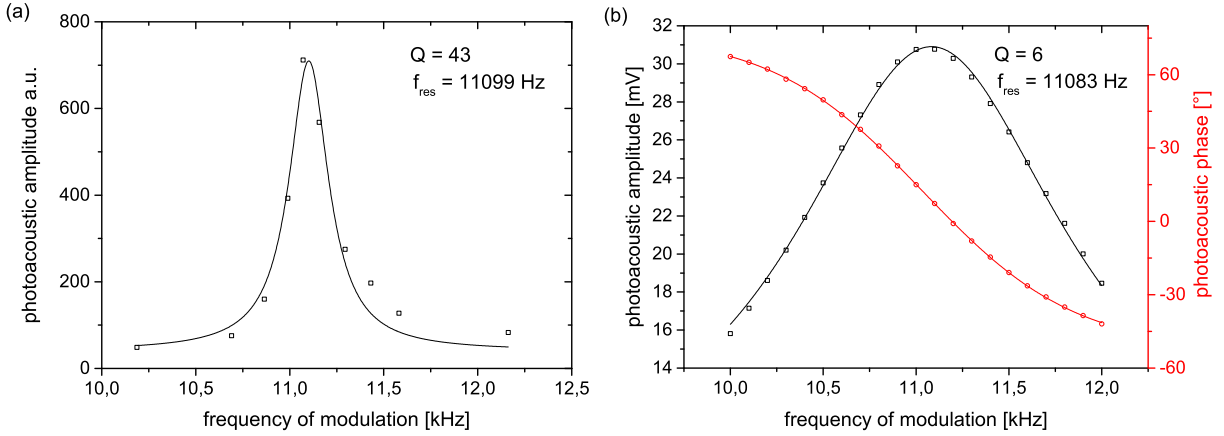 (a)
800
600
400
200
0
photoacoustic amplitude a.u.
Q = 43
f_res = 11099 Hz
10,0 10,5 11,0 11,5 12,0 12,5
frequency of modulation [kHz]
(b)
32
30
28
26
24
22
20
18
16
14
photoacoustic amplitude [mV]
Q = 6
f_res = 11083 Hz
60
30
0
-30
-60
photoacoustic phase [°]
10,0 10,5 11,0 11,5 12,0
frequency of modulation [kHz]